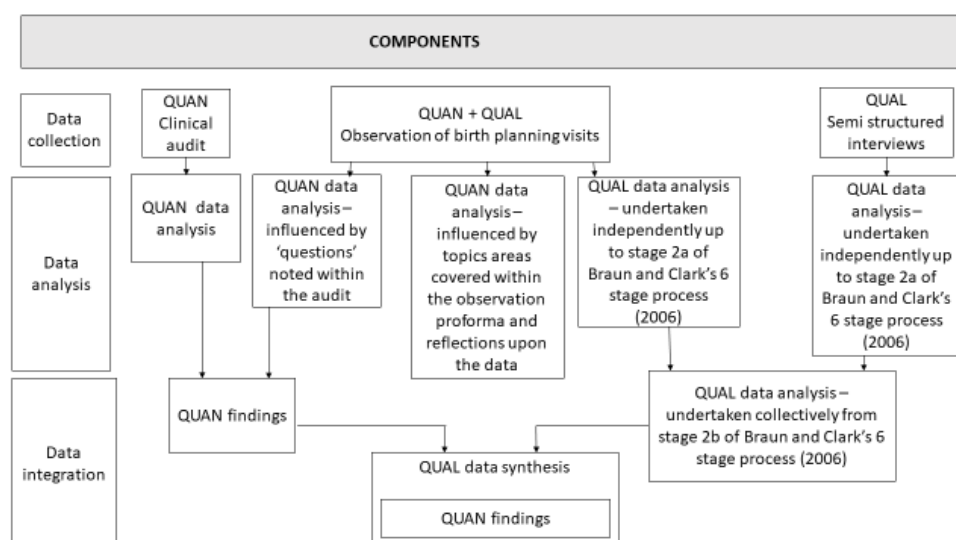 COMPONENTS
Data
collection
QUAN
Clinical
audit
QUAN + QUAL
Observation of birth planning visits
QUAL
Semi structured
interviews
Data
analysis
QUAN data
analysis
QUAN data
analysis –
influenced by
'questions'
noted within
the audit
QUAN data
analysis –
influenced by
topics areas
covered within
the observation
proforma and
reflections upon
the data
QUAL data analysis
– undertaken
independently up
to stage 2a of
Braun and Clark's 6
stage process
(2006)
QUAL data
analysis –
undertaken
independently up
to stage 2a of
Braun and Clark's
6 stage process
(2006)
Data
integration
QUAN findings
QUAL data analysis –
undertaken collectively from
stage 2b of Braun and Clark's 6
stage process (2006)
QUAL data synthesis
QUAN findings